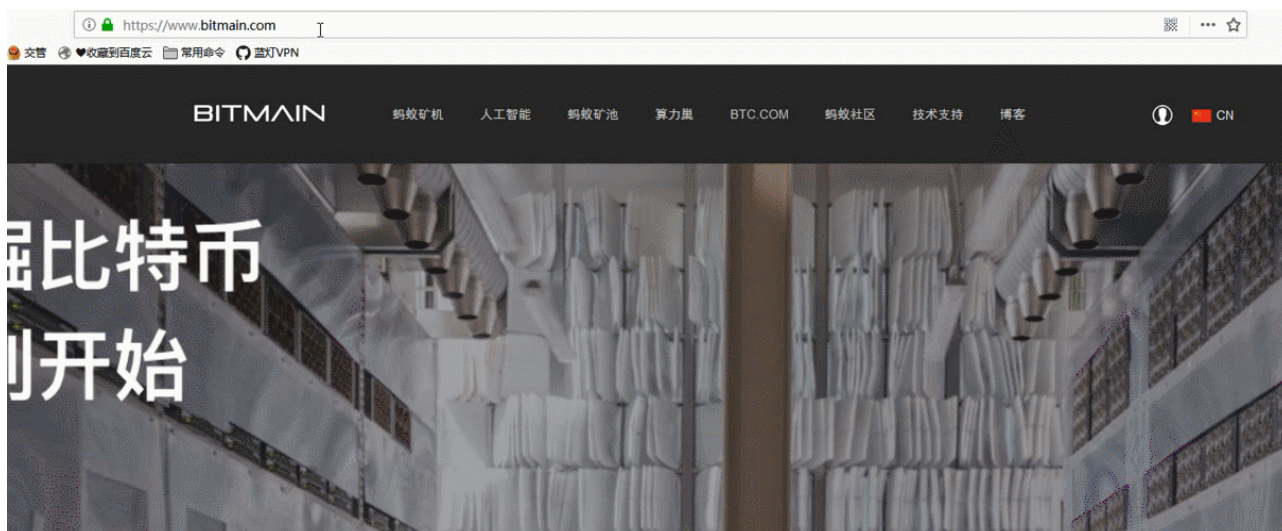 https://www.bitmain.com
交管 ♥收藏到百度云 常用命令 蓝灯VPN
BITMAIN 蚂蚁矿机 人工智能 蚂蚁矿池 算力巢 BTC.COM 蚂蚁社区 技术支持 博客 CN
掘比特币
刻开始